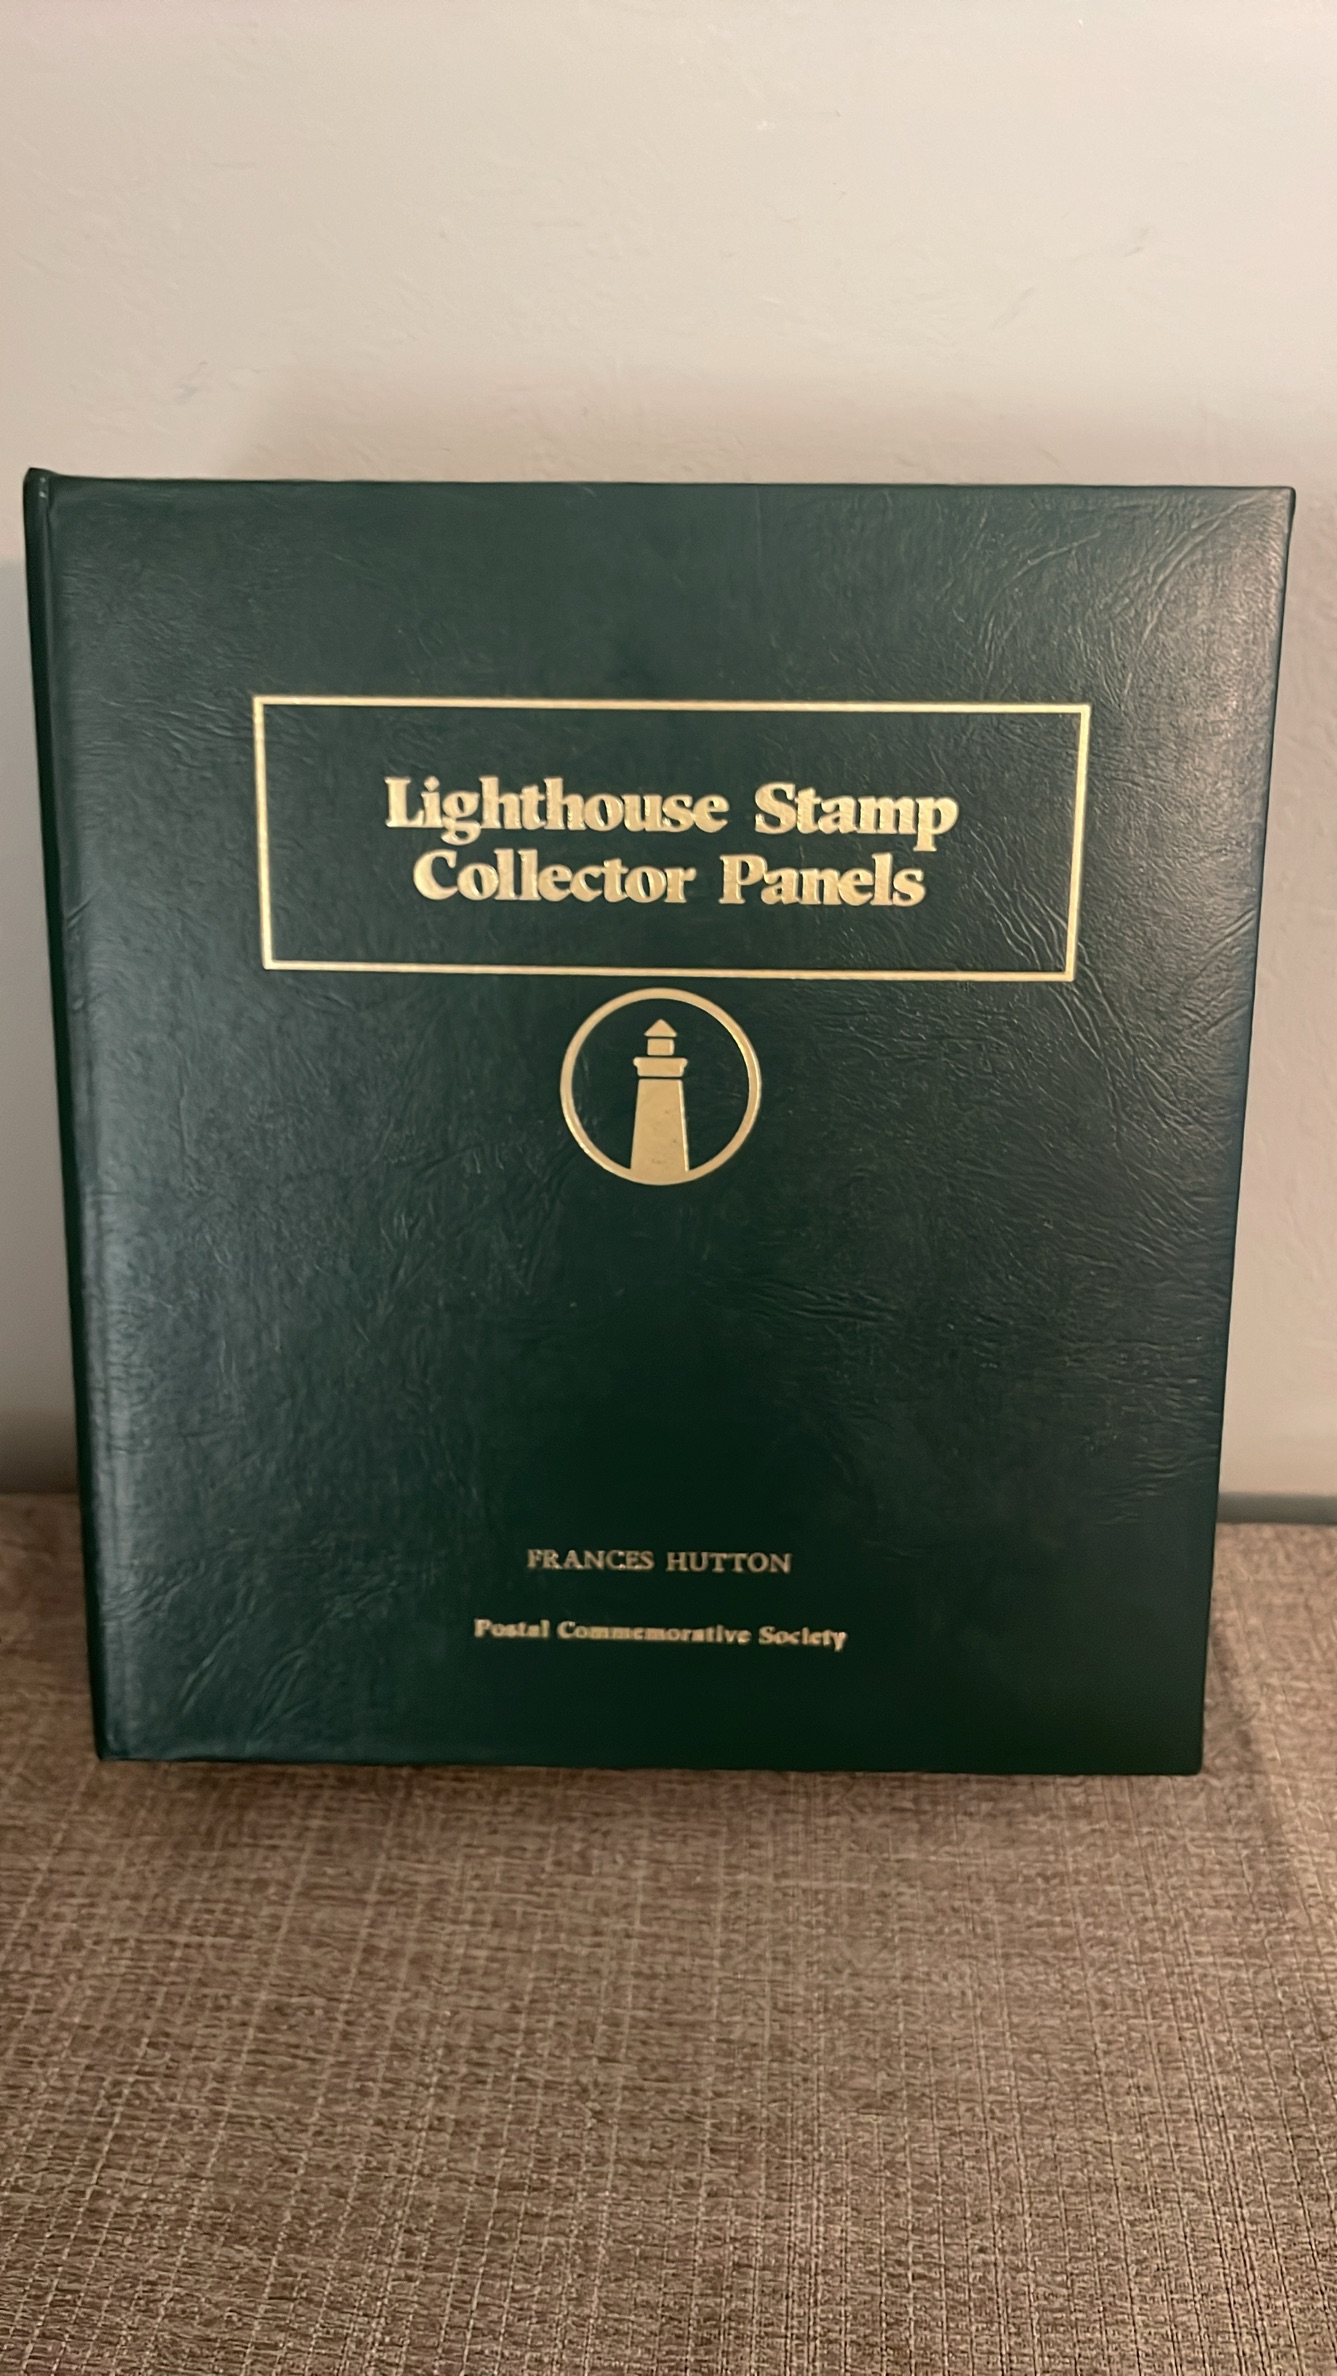 Lighthouse Stamp
Collector Panels
FRANCES HUTTON
Postal Commemorative Society